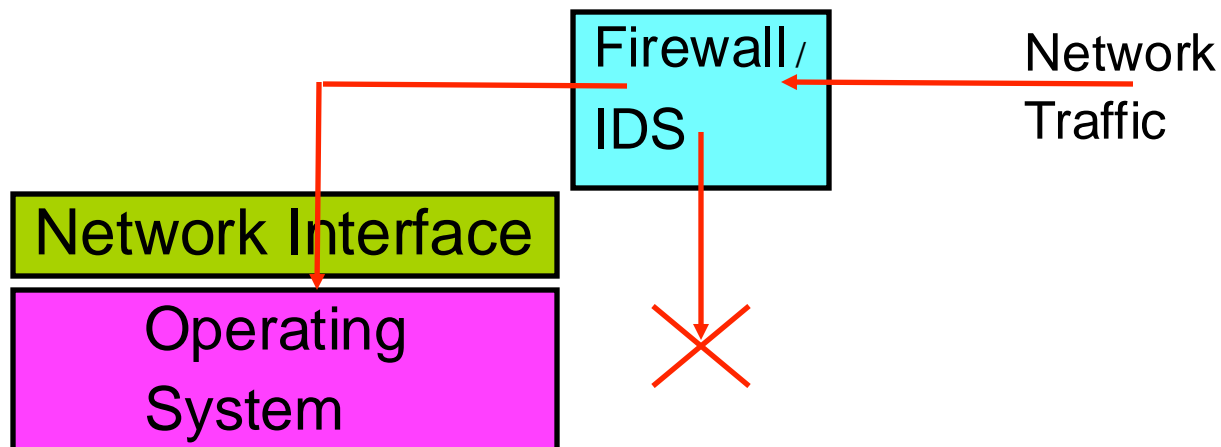 Firewall /
IDS
Network
Traffic
Network Interface
Operating
System